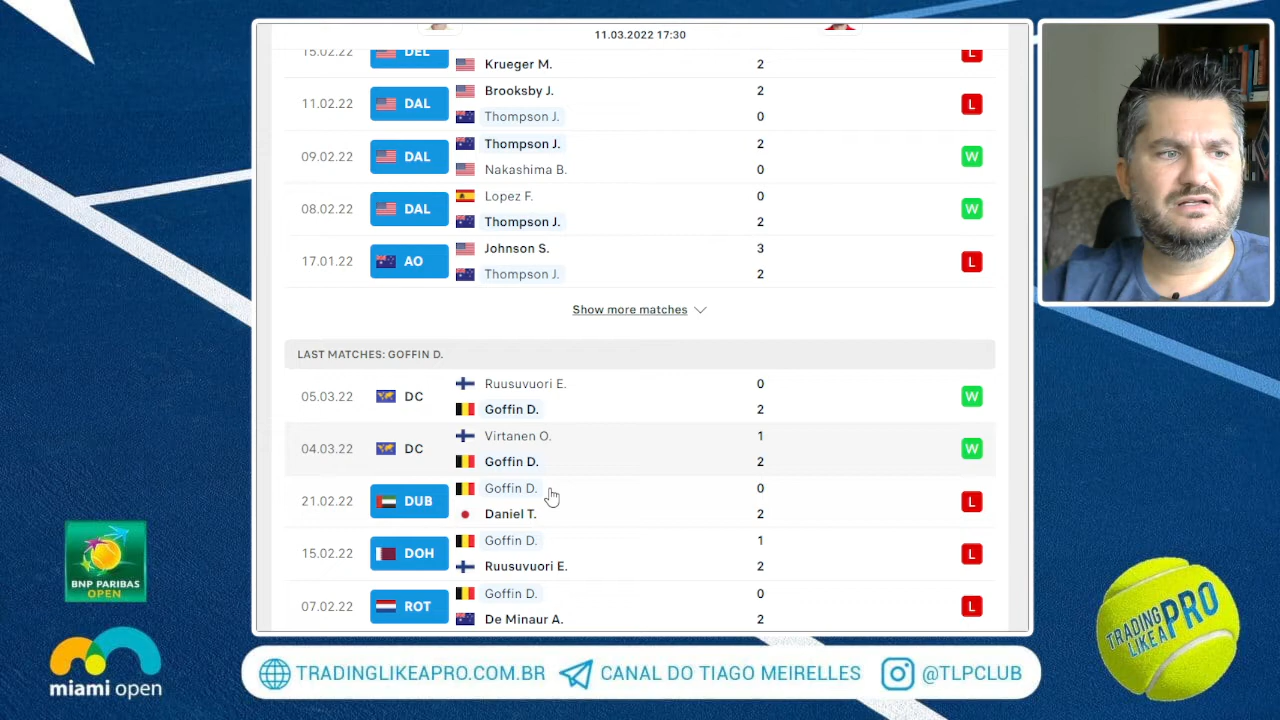 11.03.2022 17:30
15.02.22 DEL
Krueger M. 2 L
11.02.22 DAL Brooksby J. 2 L
Thompson J. 0
09.02.22 DAL Thompson J. 2 W
Nakashima B. 0
08.02.22 DAL Lopez F. 0 W
Thompson J. 2
17.01.22 AO Johnson S. 3 L
Thompson J. 2
Show more matches
LAST MATCHES: GOFFIN D.
05.03.22 DC Ruusuvuori E. 0 W
Goffin D. 2
04.03.22 DC Virtanen O. 1 W
Goffin D. 2
21.02.22 DUB Goffin D. 0 L
Daniel T. 2
15.02.22 DOH Goffin D. 1 L
Ruusuvuori E. 2
07.02.22 ROT Goffin D. 0 L
De Minaur A. 2
BNP PARIBAS
OPEN
miami open
TRADINGLIKEAPRO.COM.BR
CANAL DO TIAGO MEIRELLES
@TLPCLUB
TRADING
LIKE A
PRO